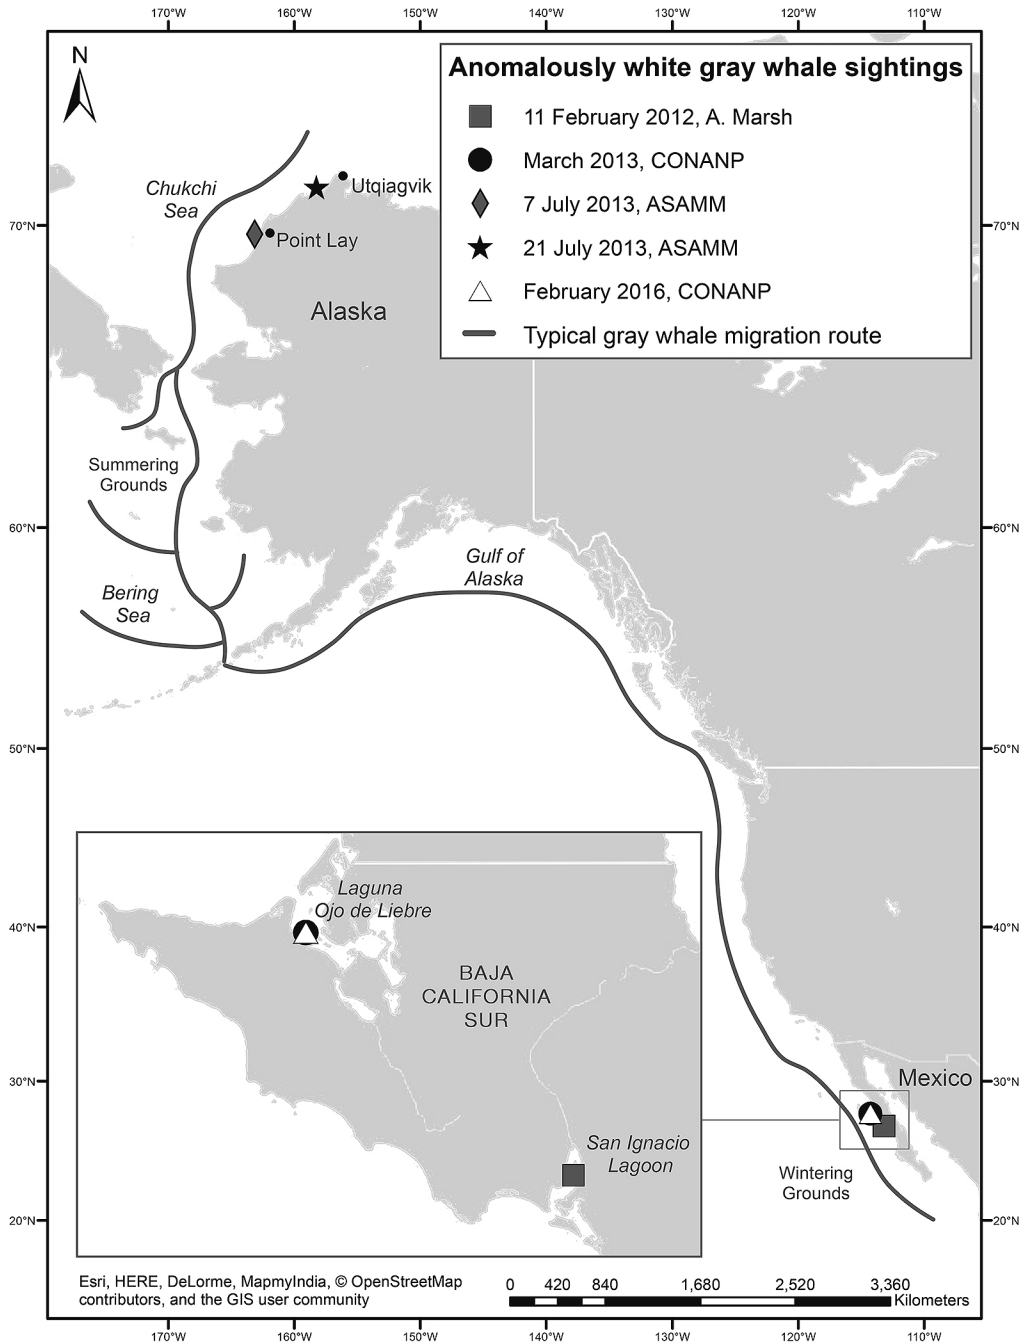 170°W 160°W 150°W 140°W 130°W 120°W 110°W
N
Anomalously white gray whale sightings
11 February 2012, A. Marsh
March 2013, CONANP
7 July 2013, ASAMM
21 July 2013, ASAMM
February 2016, CONANP
Typical gray whale migration route
Chukchi
Sea
Utqiagvik
70°N 70°N
Point Lay
Alaska
Summering
Grounds
60°N 60°N
Gulf of
Alaska
Bering
Sea
50°N 50°N
Laguna
Ojo de Liebre
40°N 40°N
BAJA
CALIFORNIA
SUR
30°N 30°N
Mexico
San Ignacio
Lagoon
Wintering
Grounds
20°N 20°N
Esri, HERE, DeLorme, MapmyIndia, © OpenStreetMap
contributors, and the GIS user community
0 420 840 1,680 2,520 3,360
Kilometers
170°W 160°W 150°W 140°W 130°W 120°W 110°W